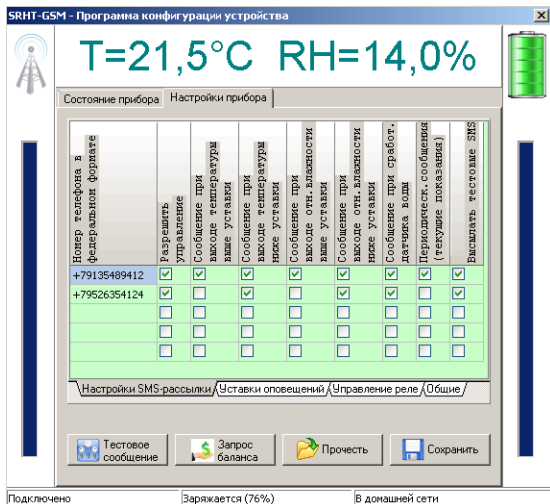 SRHT-GSM - Программа конфигурации устройства
T=21,5°C RH=14,0%
Состояние прибора
Настройки прибора
Номер телефона в
федеральном формате
Разрешить
управление
Сообщение при
выходе температуры
выше уставки
Сообщение при
выходе температуры
ниже уставки
Сообщение при
выходе отн.влажности
выше уставки
Сообщение при
выходе отн.влажности
ниже уставки
Сообщение при сработ.
датчика воды
Периодическ.сообщения
(текущие показания)
Высылать тестовые SMS
+79135489412
+79526354124
Настройки SMS-рассылки
Уставки оповещений
Управление реле
Общие
Тестовое
сообщение
Запрос
баланса
Прочесть
Сохранить
Подключено
Заряжается (76%)
В домашней сети